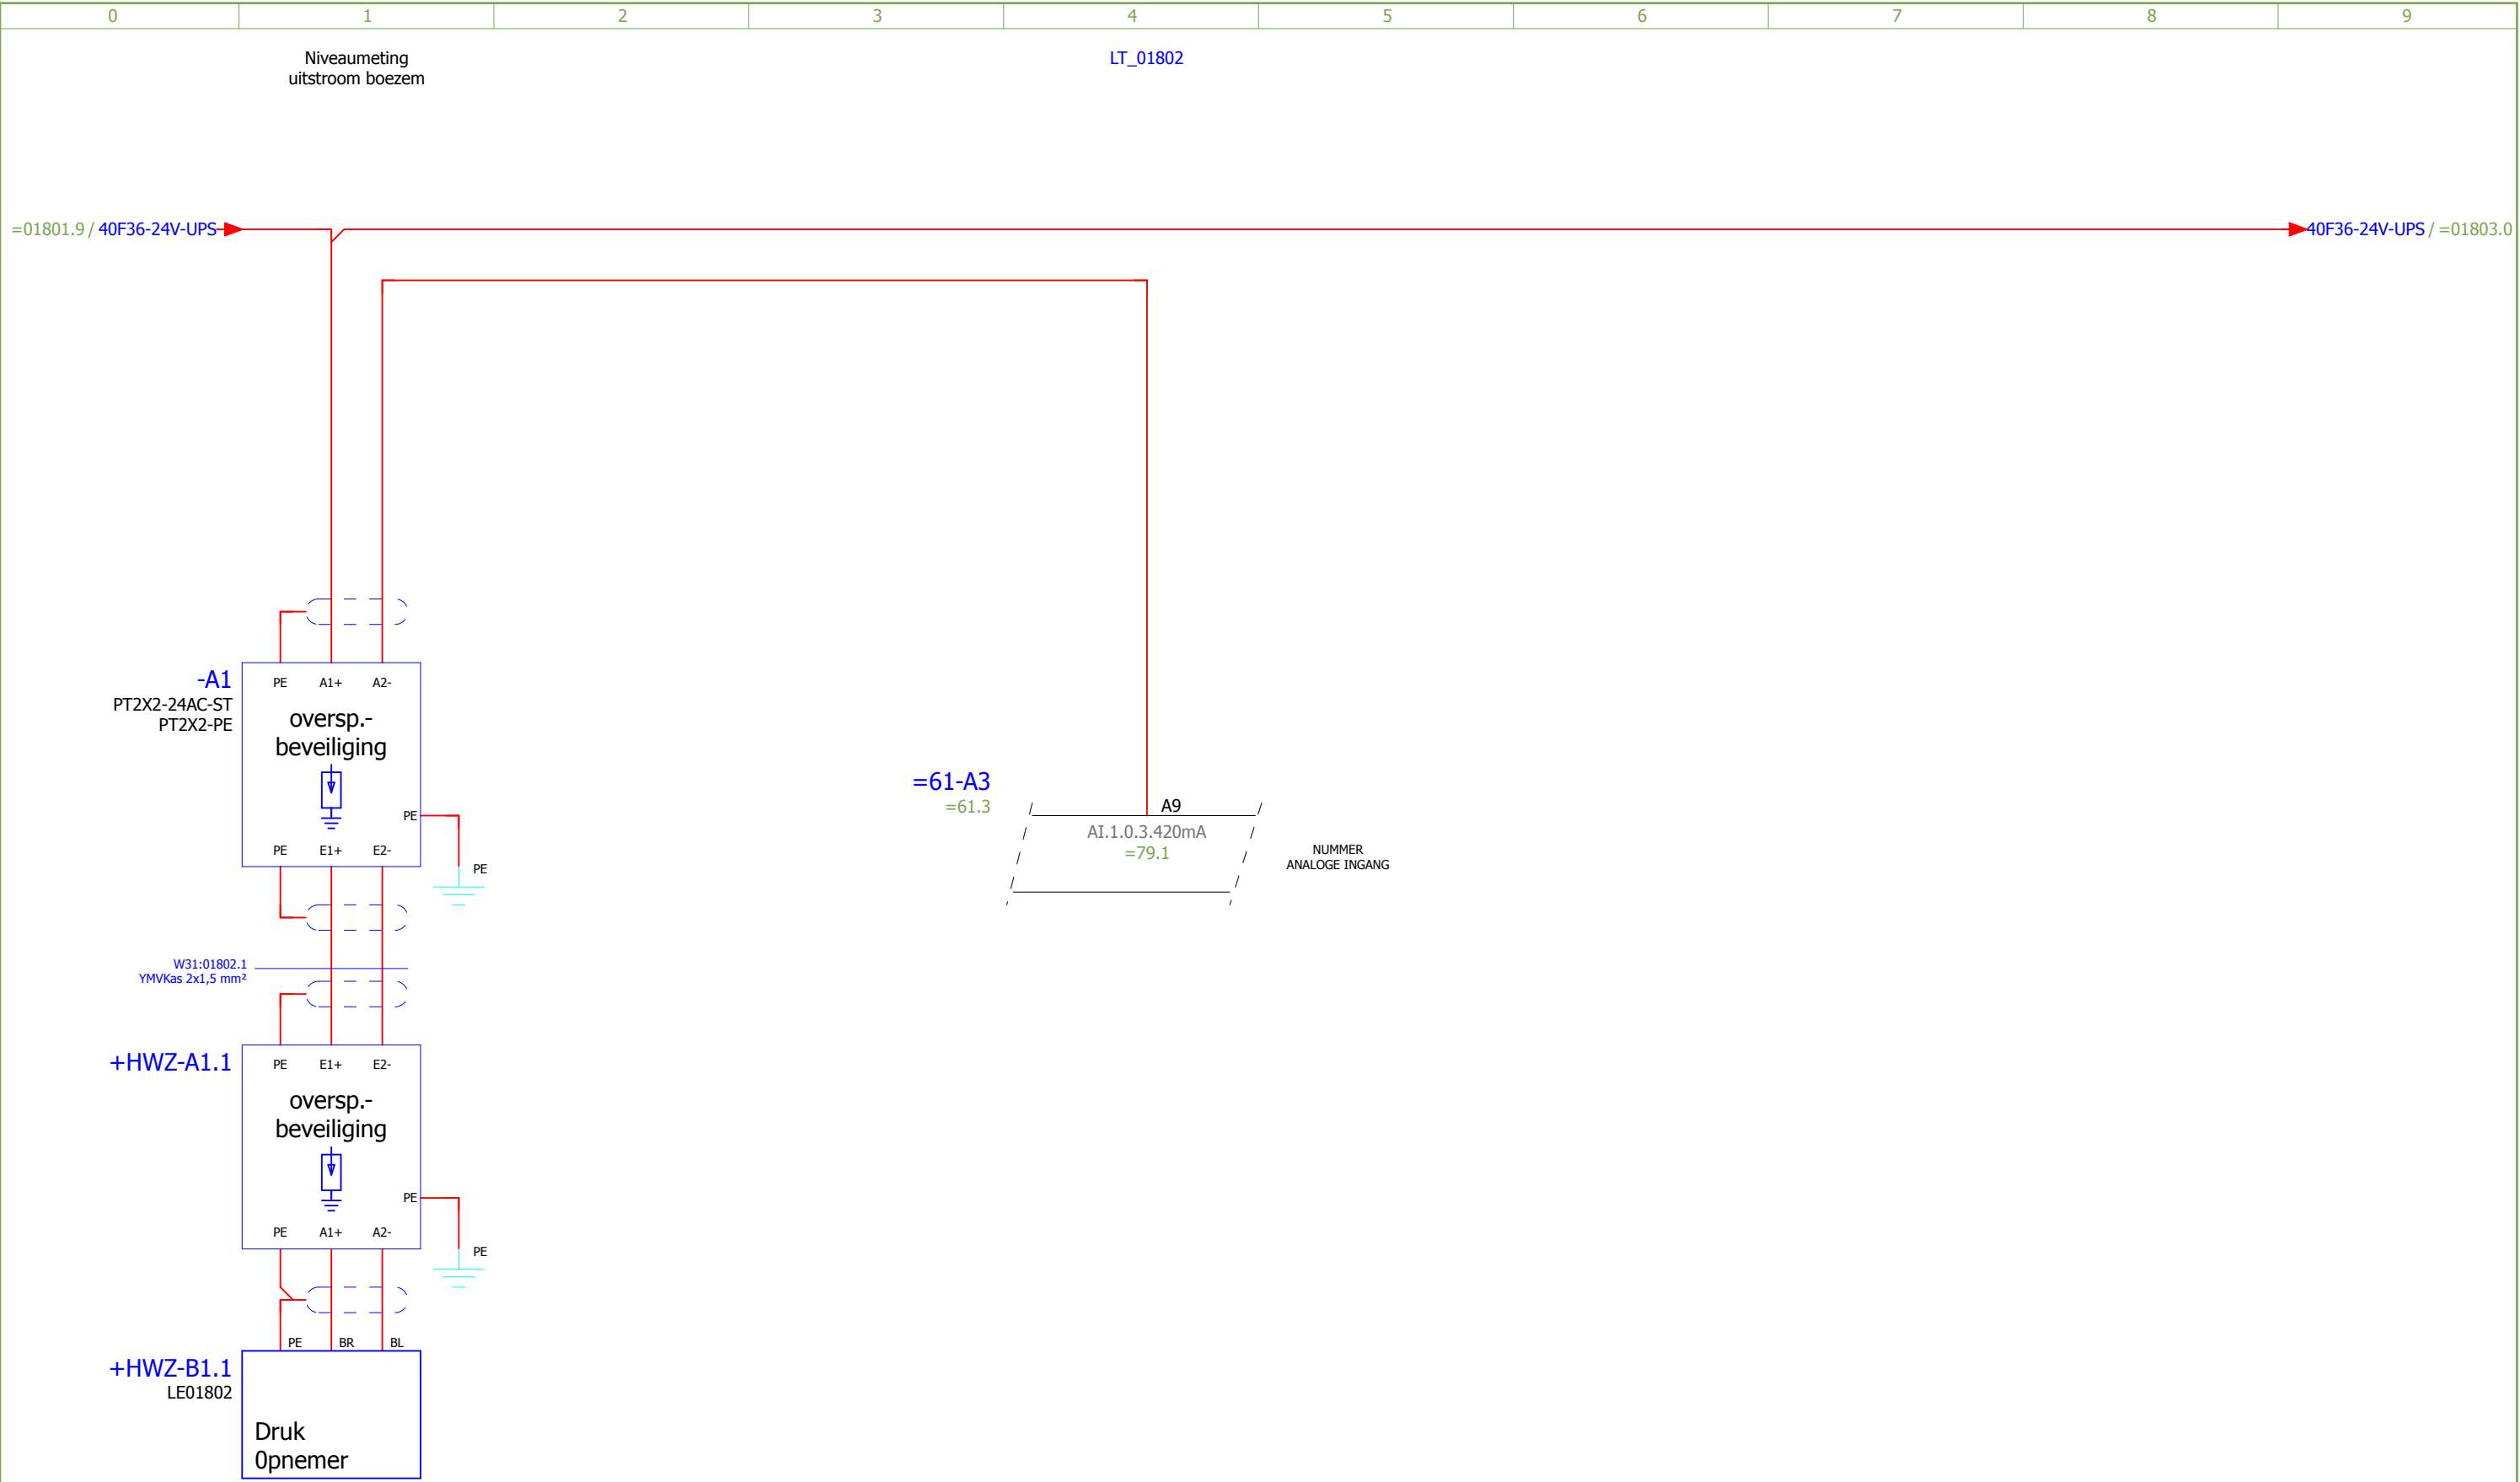 0 1 2 3 4 5 6 7 8 9
Niveaumeting
uitstroom boezem
LT_01802
=01801.9 / 40F36-24V-UPS
40F36-24V-UPS / =01803.0
-A1
PT2X2-24AC-ST
PT2X2-PE
PE A1+ A2-
oversp.-
beveiliging
PE
PE E1+ E2-
PE
=61-A3
=61.3
A9
AI.1.0.3.420mA
=79.1
NUMMER
ANALOGE INGANG
W31:01802.1
YMVKas 2x1,5 mm²
+HWZ-A1.1
PE E1+ E2-
oversp.-
beveiliging
PE
PE A1+ A2-
PE
PE BR BL
+HWZ-B1.1
LE01802
Druk
0pnemer